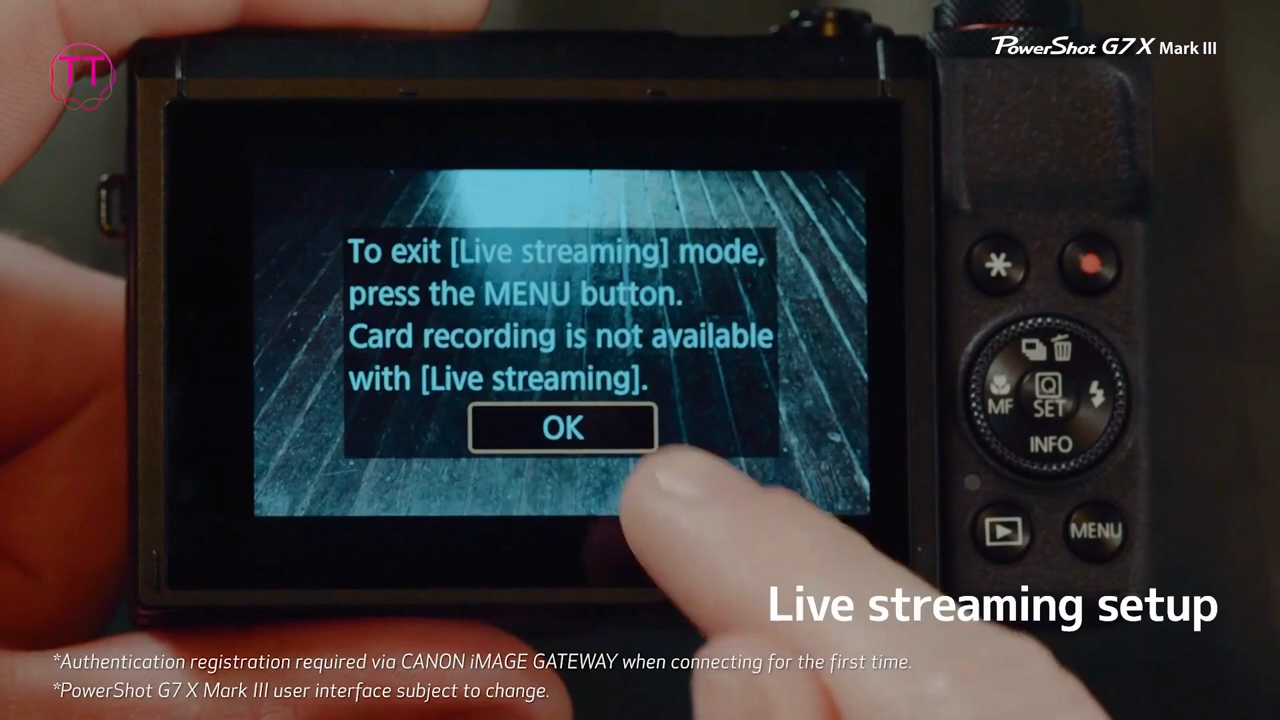 TT
PowerShot G7 X Mark III
To exit [Live streaming] mode,
press the MENU button.
Card recording is not available
with [Live streaming].
OK
MF
SET
INFO
MENU
Live streaming setup
*Authentication registration required via CANON iMAGE GATEWAY when connecting for the first time.
*PowerShot G7 X Mark III user interface subject to change.